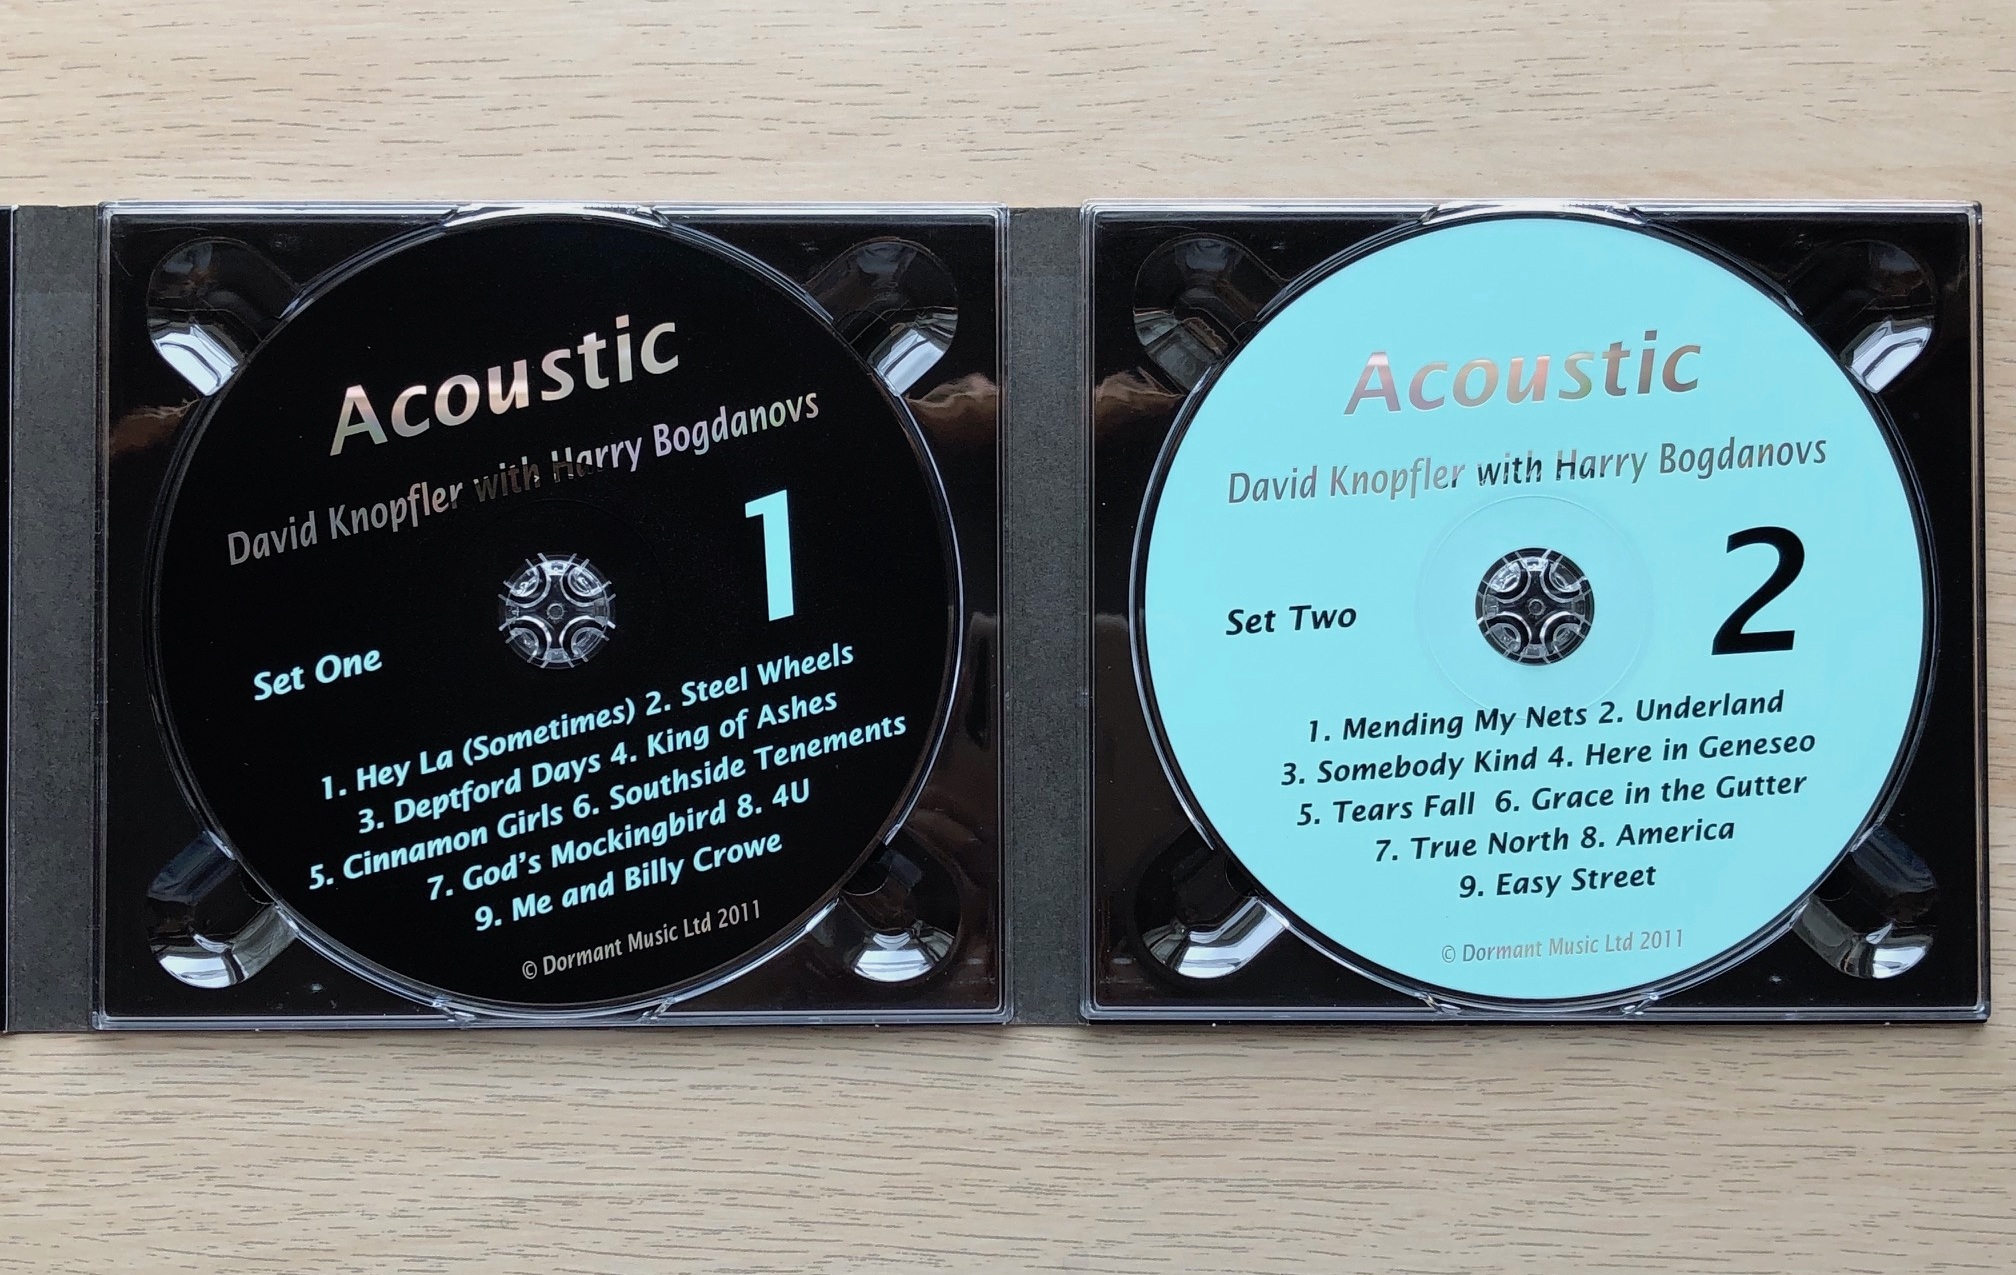 Acoustic
David Knopfler with Harry Bogdanovs
1
Set One
1. Hey La (Sometimes) 2. Steel Wheels
3. Deptford Days 4. King of Ashes
5. Cinnamon Girls 6. Southside Tenements
7. God's Mockingbird 8. 4U
9. Me and Billy Crowe
© Dormant Music Ltd 2011
Acoustic
David Knopfler with Harry Bogdanovs
2
Set Two
1. Mending My Nets 2. Underland
3. Somebody Kind 4. Here in Geneseo
5. Tears Fall 6. Grace in the Gutter
7. True North 8. America
9. Easy Street
© Dormant Music Ltd 2011